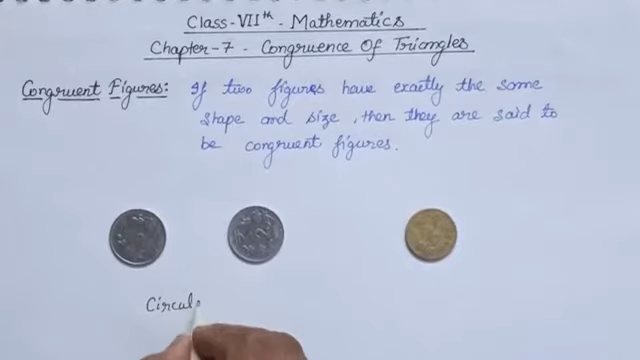 Class-VIIth - Mathematics
Chapter-7 - Congruence Of Triangles
Congruent Figures: If two figures have exactly the same
shape and size, then they are said to
be congruent figures.
Circul